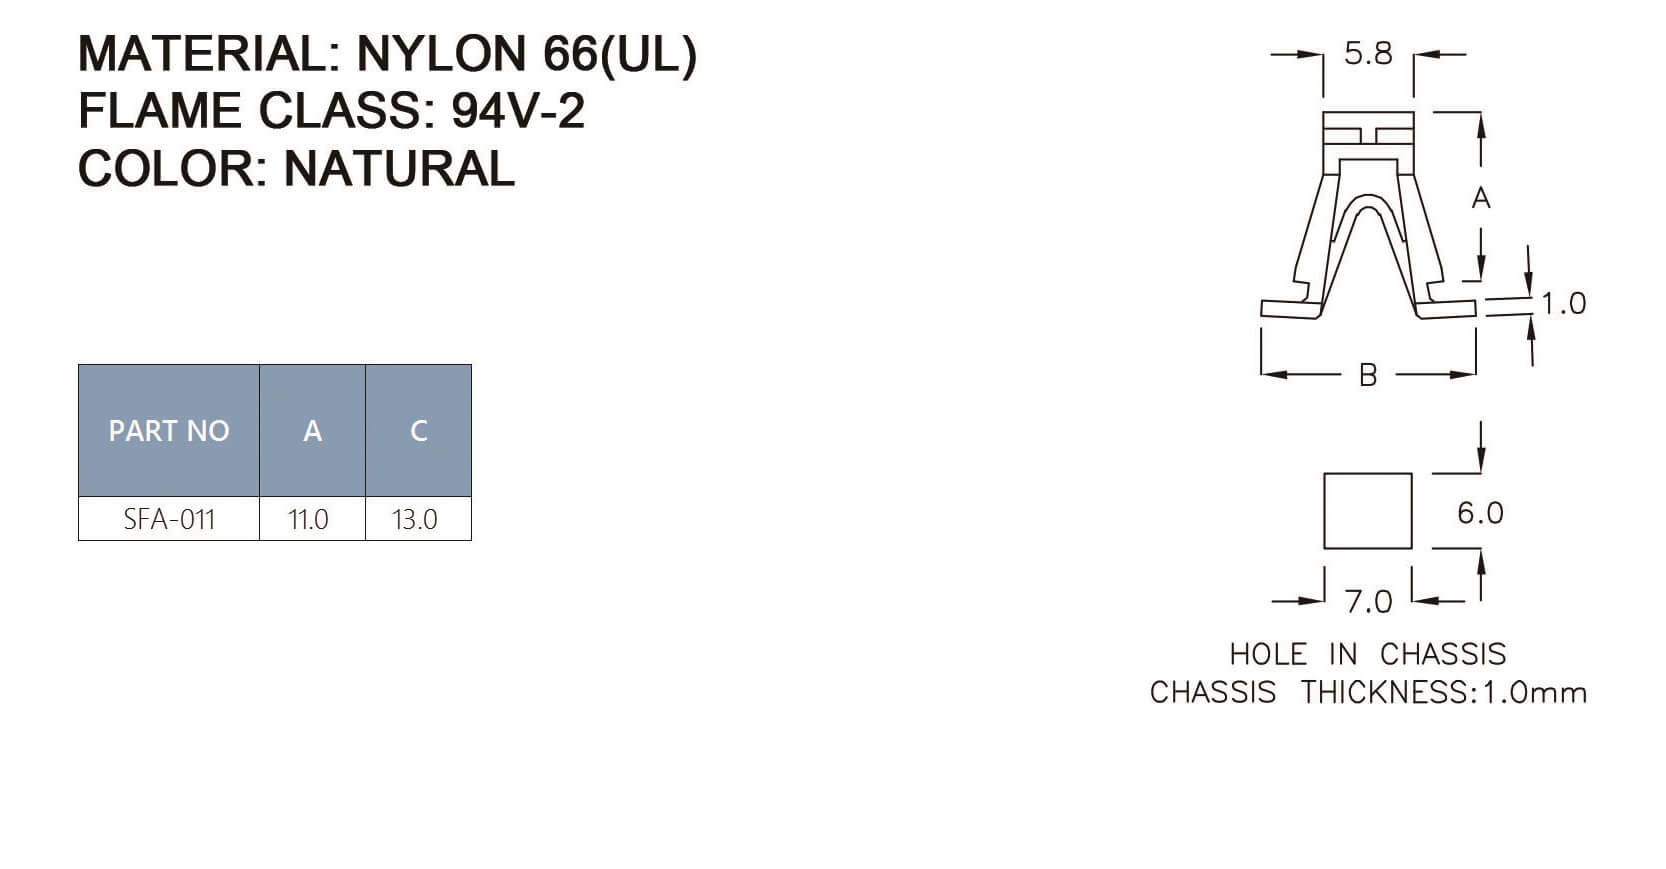 MATERIAL: NYLON 66(UL)
FLAME CLASS: 94V-2
COLOR: NATURAL
PART NO A C
SFA-011 11.0 13.0
5.8
A
1.0
B
6.0
7.0
HOLE IN CHASSIS
CHASSIS THICKNESS:1.0mm